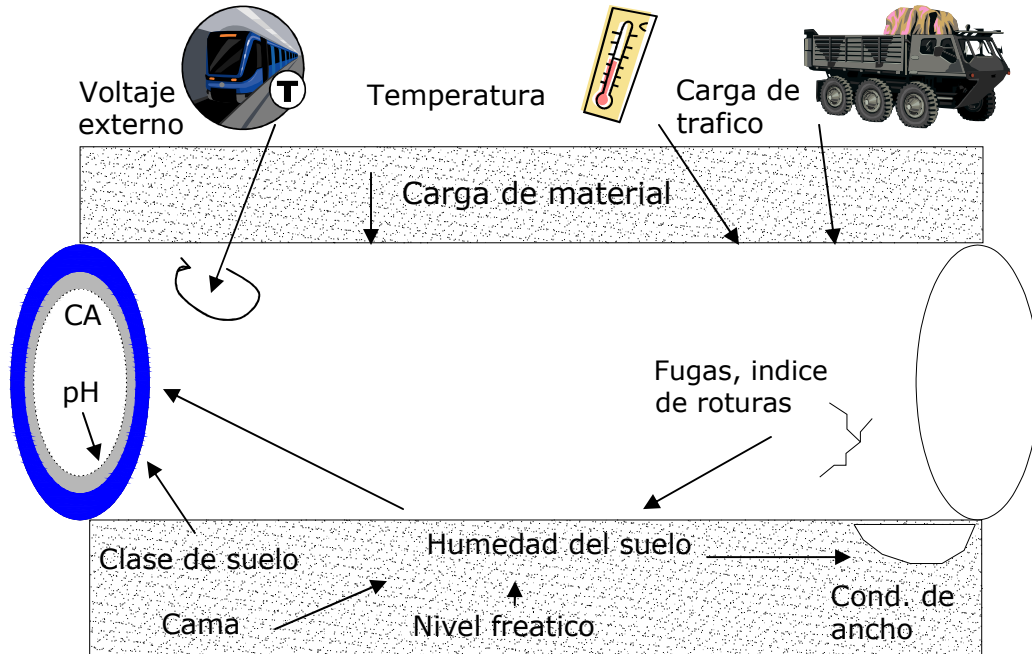 Voltaje
externo
T
Temperatura
c
Carga de
trafico
Carga de material
CA
pH
Fugas, indice
de roturas
Clase de suelo
Humedad del suelo
Cama
Nivel freatico
Cond. de
ancho